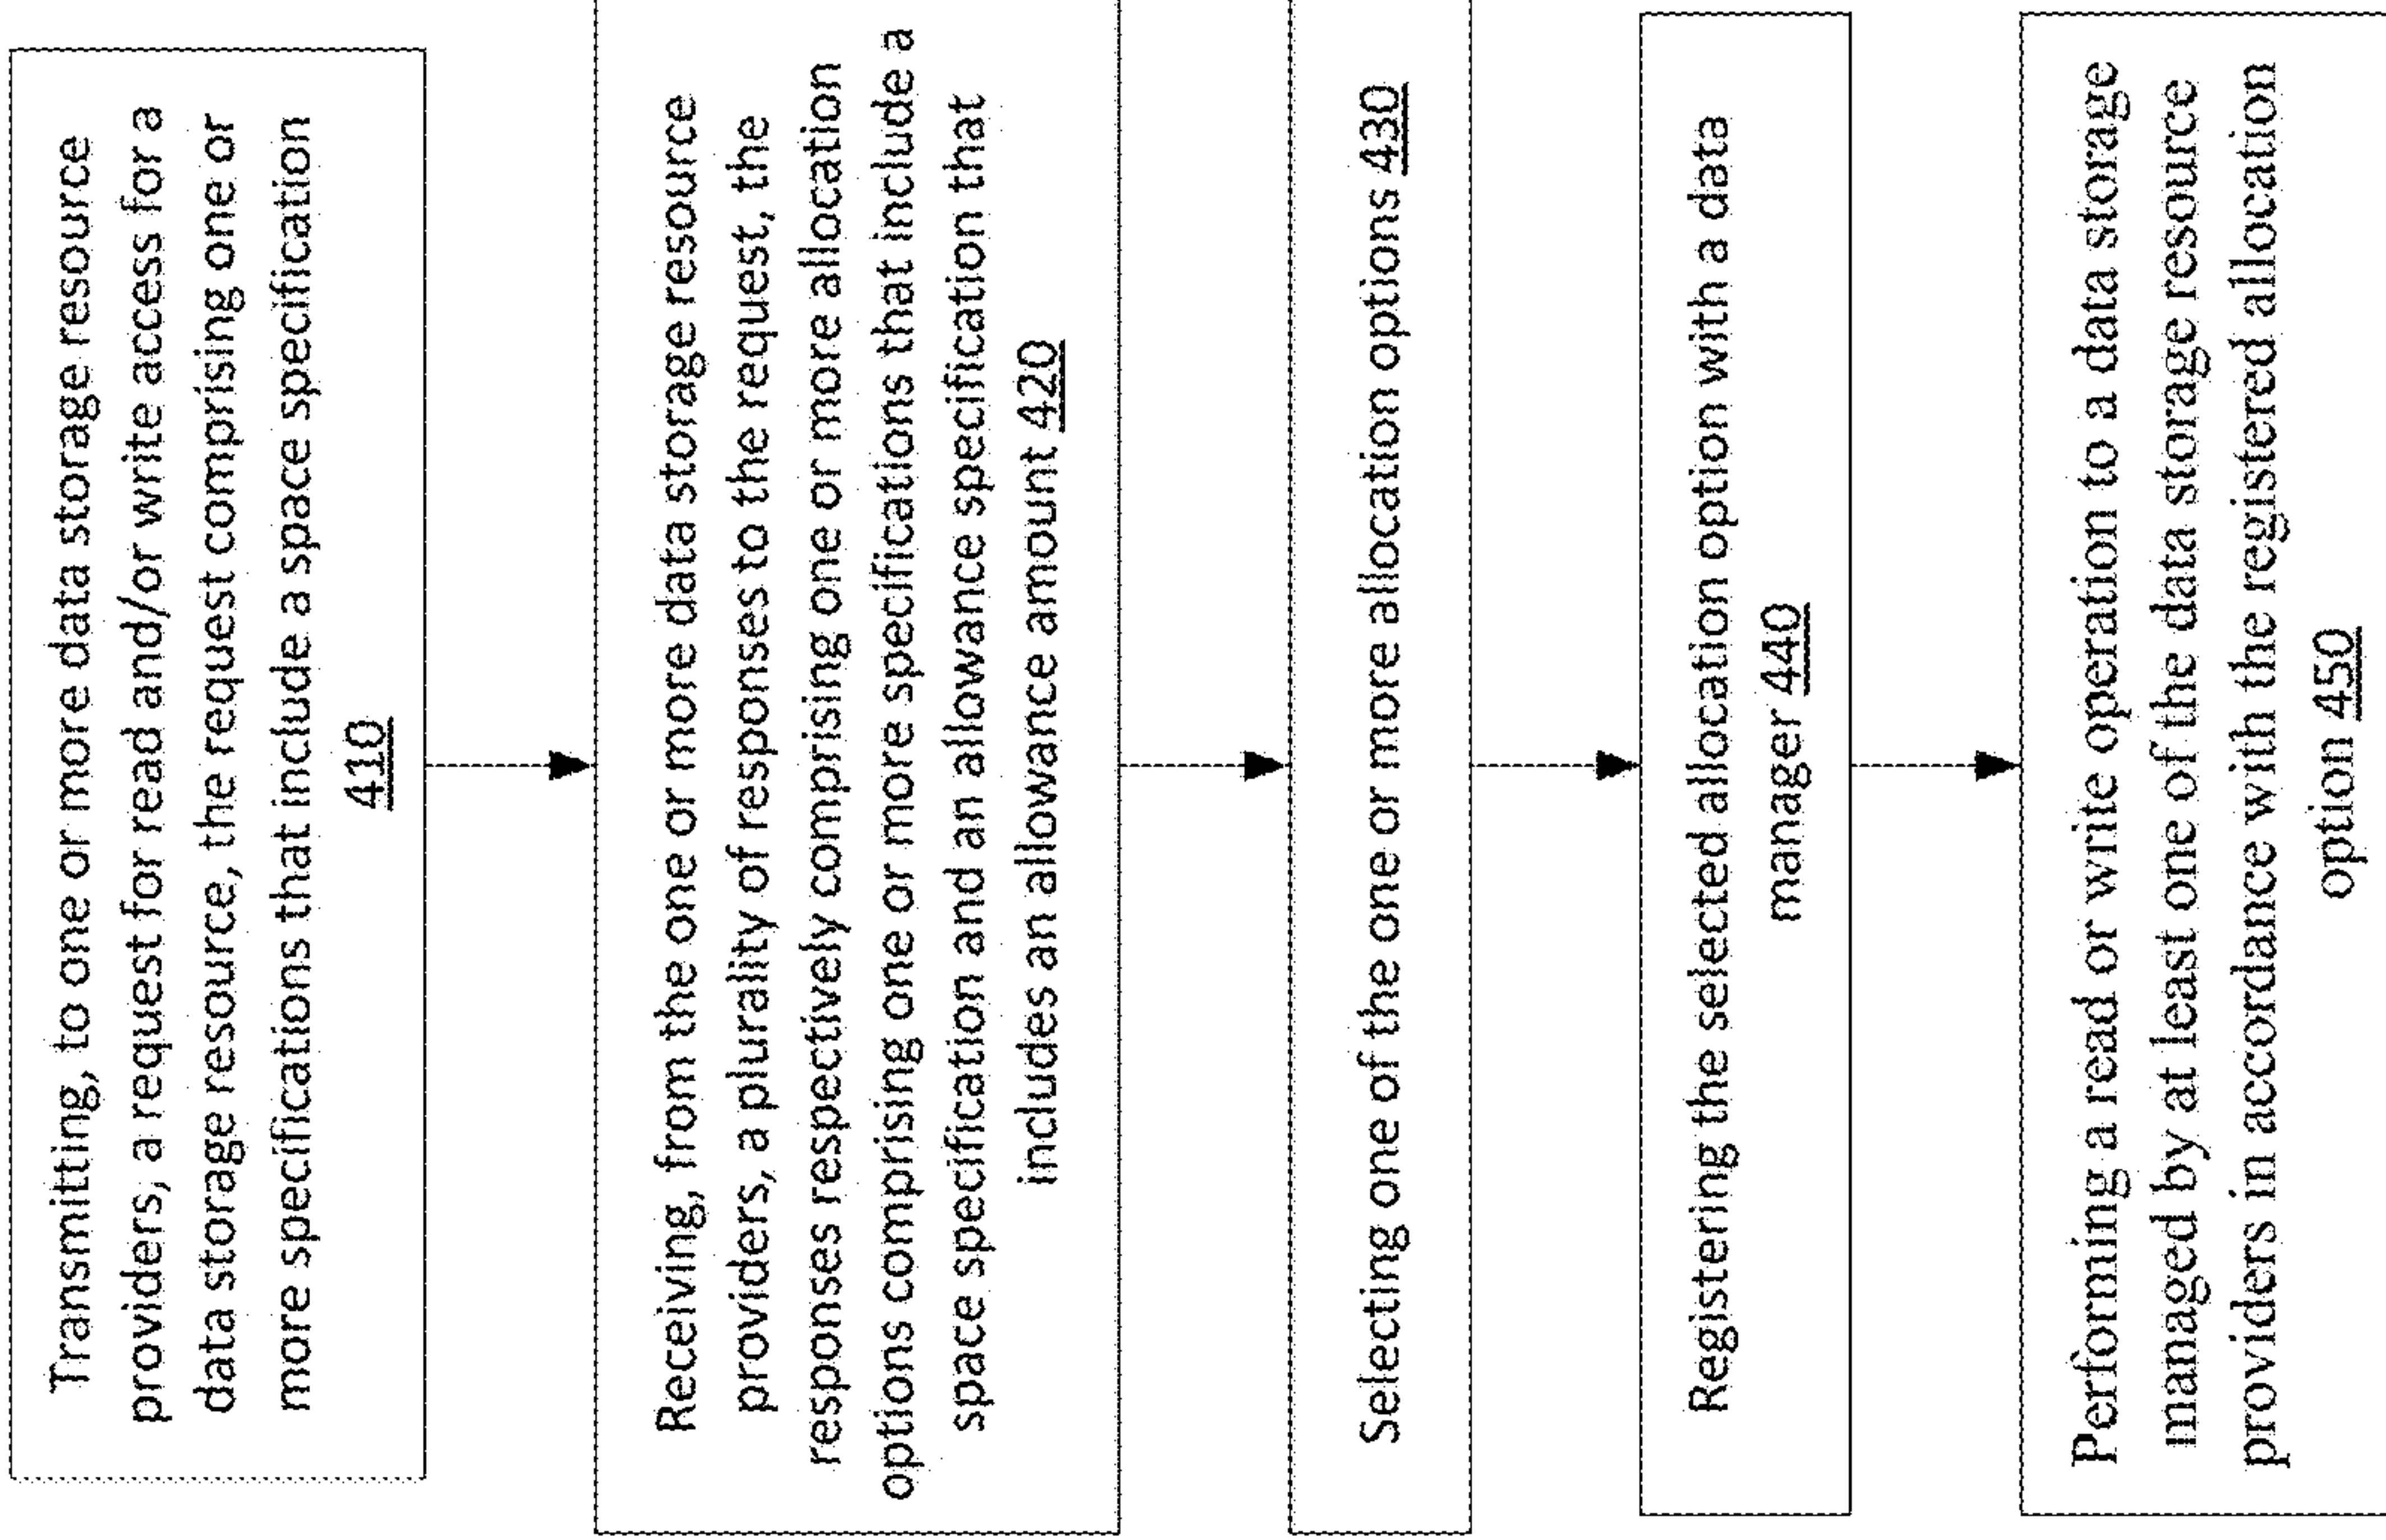 Transmitting, to one or more data storage resource
providers, a request for read and/or write access for a
data storage resource, the request comprising one or
more specifications that include a space specification
410
Receiving, from the one or more data storage resource
providers, a plurality of responses to the request, the
responses respectively comprising one or more allocation
options comprising one or more specifications that include a
space specification and an allowance specification that
includes an allowance amount 420
Selecting one of the one or more allocation options 430
Registering the selected allocation option with a data
manager 440
Performing a read or write operation to a data storage
managed by at least one of the data storage resource
providers in accordance with the registered allocation
option 450